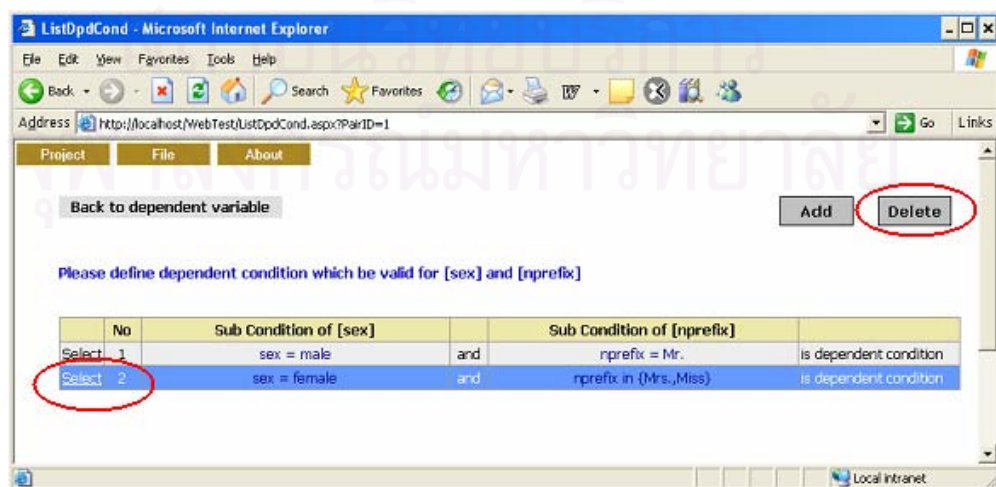 ListDpdCond - Microsoft Internet Explorer
File Edit View Favorites Tools Help
Back Search Favorites
Address http://localhost/WebTest/ListDpdCond.aspx?PairID=1 Go Links
Project File About
Back to dependent variable Add Delete
Please define dependent condition which be valid for [sex] and [nprefix]
No Sub Condition of [sex] Sub Condition of [nprefix]
Select 1 sex = male and nprefix = Mr. is dependent condition
Select 2 sex = female and nprefix in {Mrs.,Miss} is dependent condition
Local intranet